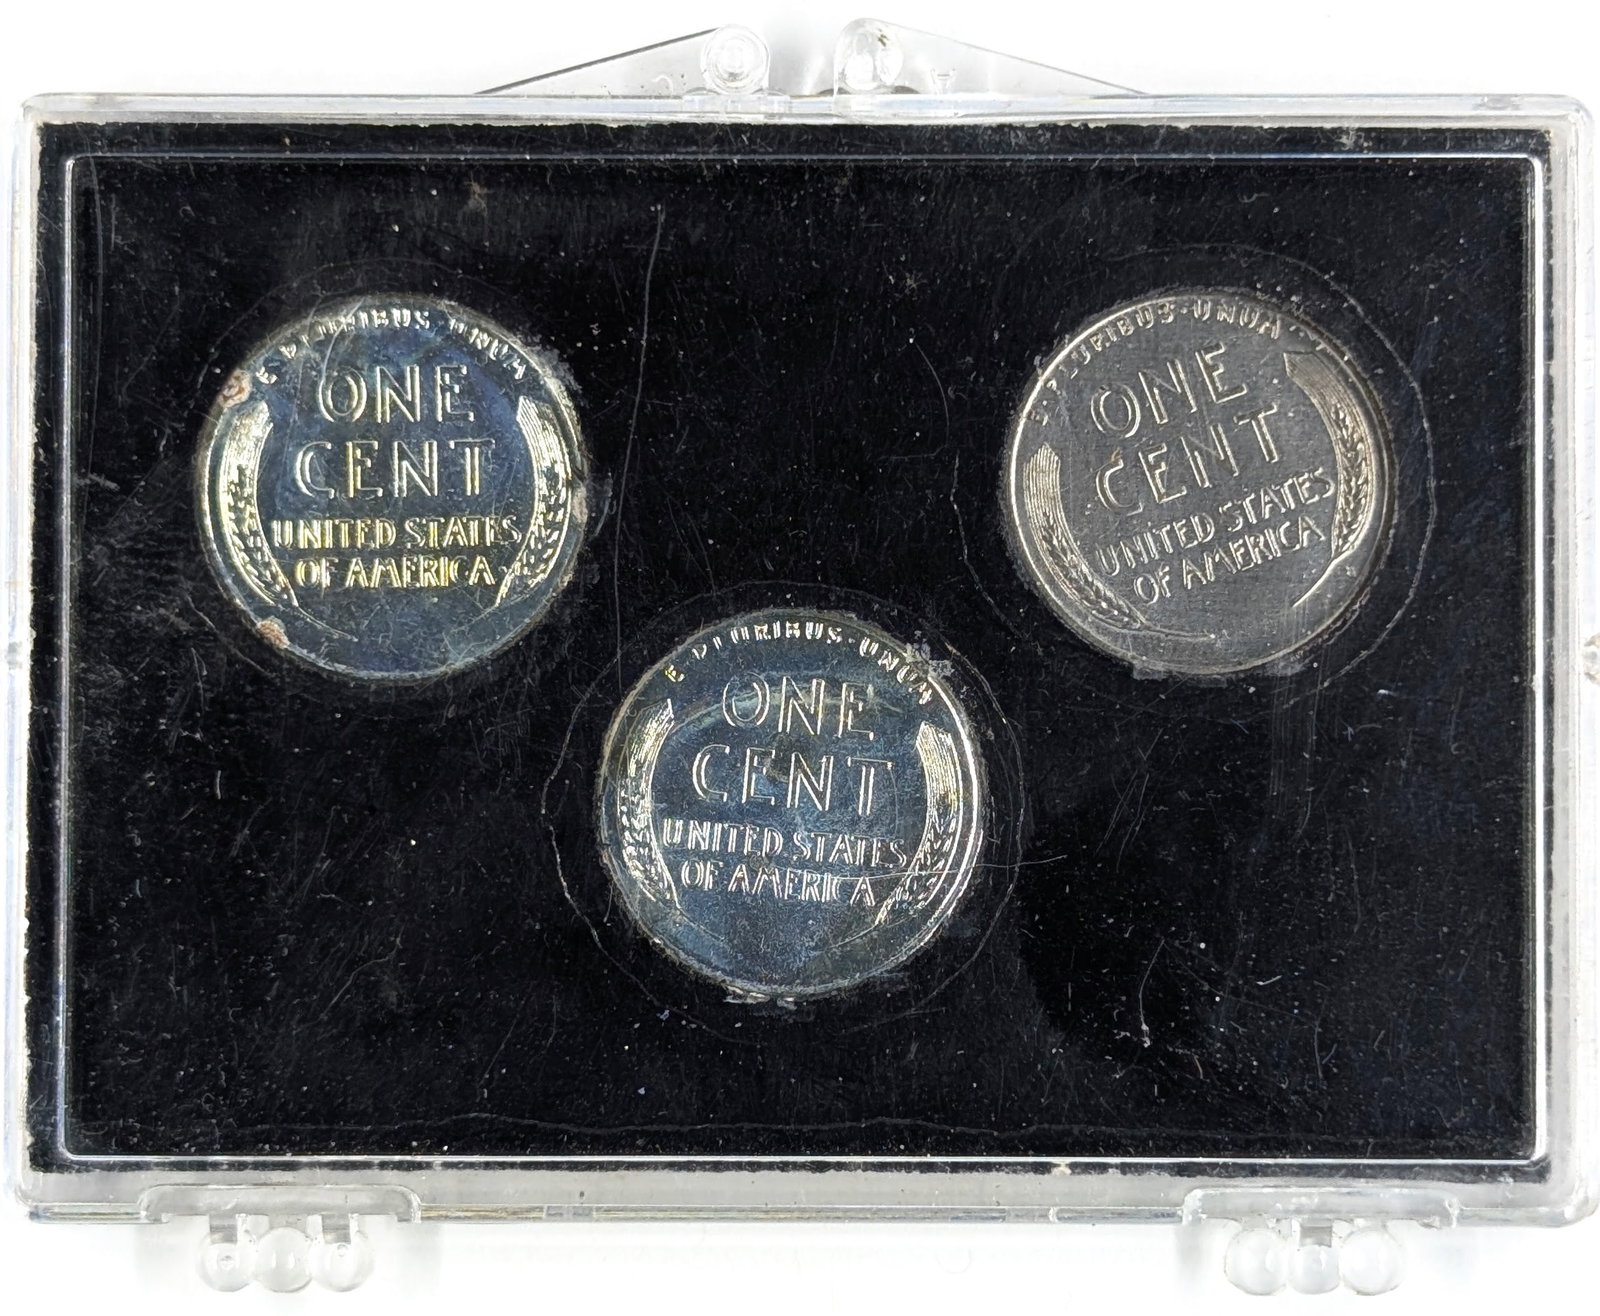 E·PLURIBUS·UNUM
ONE
CENT
UNITED STATES
OF AMERICA
E·PLURIBUS·UNUM
ONE
CENT
UNITED STATES
OF AMERICA
E·PLURIBUS·UNUM
ONE
CENT
UNITED STATES
OF AMERICA